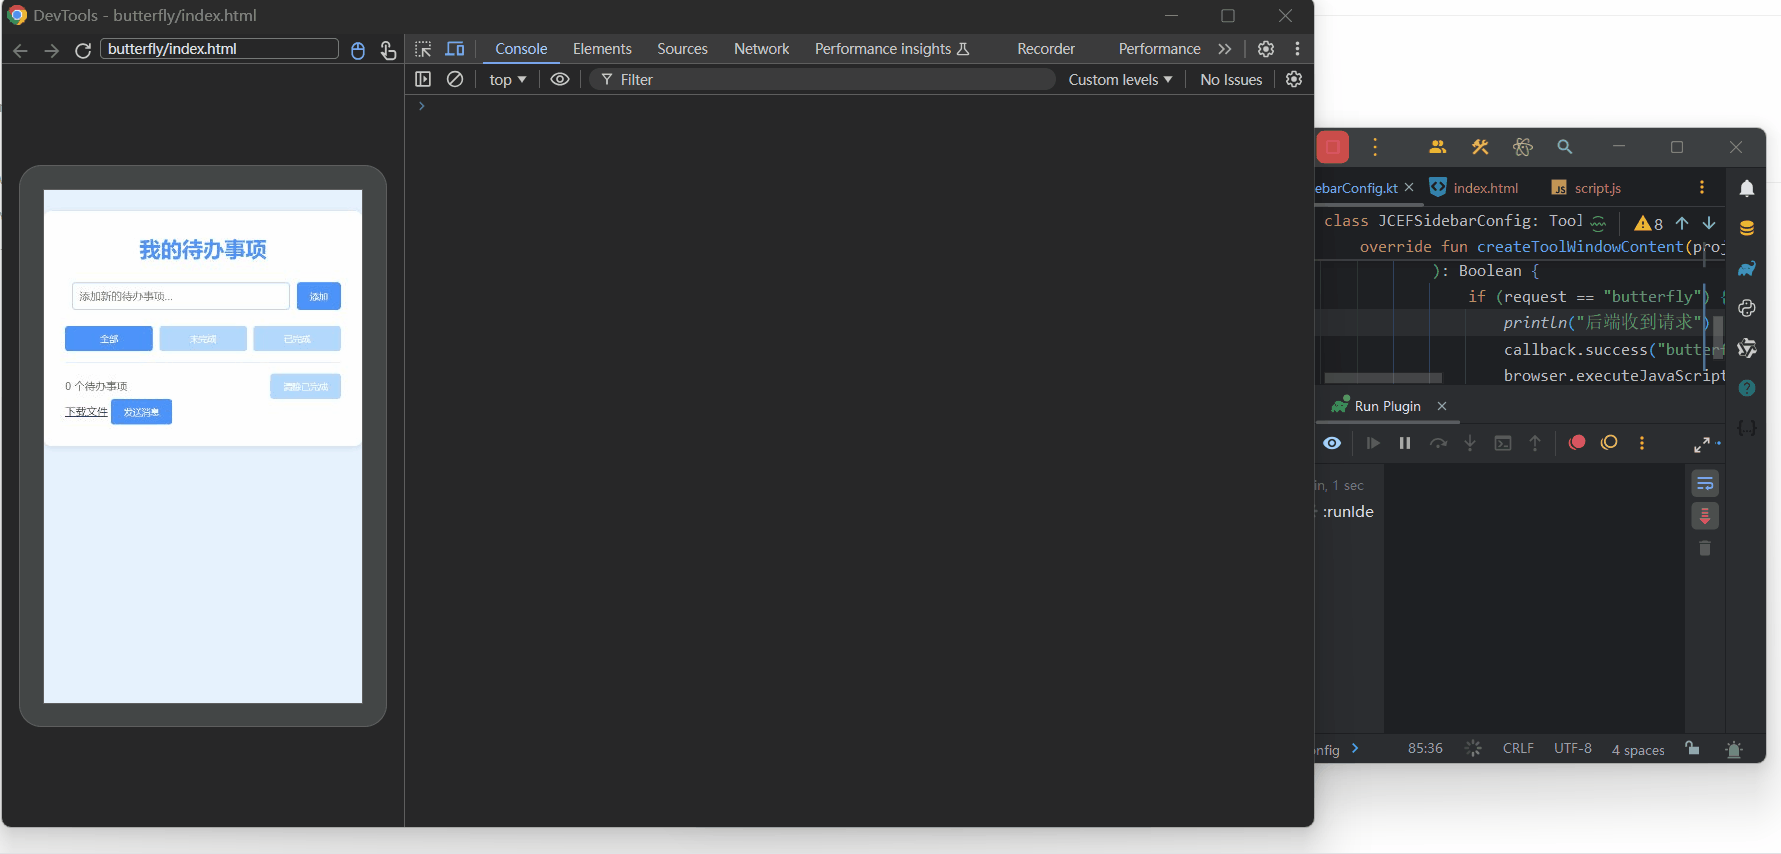 DevTools - butterfly/index.html
butterfly/index.html
Console Elements Sources Network Performance insights Recorder Performance
top Filter Custom levels No Issues
我的待办事项
添加新的待办事项...
添加
全部 未完成 已完成
0 个待办事项 清除已完成
下载文件 发送消息
ebarConfig.kt index.html script.js
class JCEFSidebarConfig: Tool 8
override fun createToolWindowContent(proj
): Boolean {
if (request == "butterfly") {
println("后端收到请求")
callback.success("butterf
browser.executeJavaScript
Run Plugin
in, 1 sec
:runIde
nfig 85:36 CRLF UTF-8 4 spaces